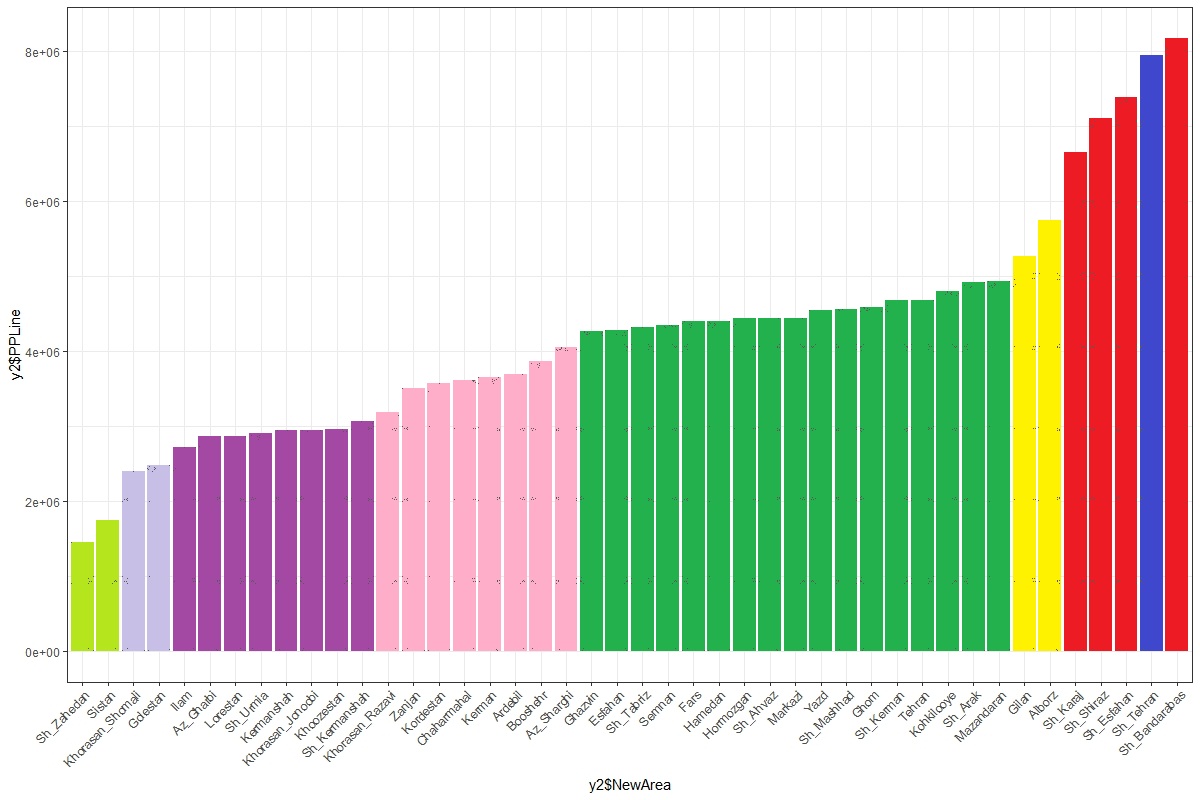 8e+06
6e+06
4e+06
2e+06
0e+00
y2$PPLine
Sh_Zahedan
Sistan
Khorasan_Shomali
Golestan
Ilam
Az_Gharbi
Lorestan
Sh_Urmia
Kermanshah
Khorasan_Jonoobi
Khoozestan
Sh_Kermanshah
Khorasan_Razavi
Zanjan
Kordestan
Chaharmahal
Kerman
Ardebil
Booshehr
Az_Sharghi
Ghazvin
Esfahan
Sh_Tabriz
Semnan
Fars
Hamedan
Hormozgan
Sh_Ahvaz
Markazi
Yazd
Sh_Mashhad
Ghom
Sh_Kerman
Tehran
Kohkilooye
Sh_Arak
Mazandaran
Gilan
Alborz
Sh_Karaj
Sh_Shiraz
Sh_Esfahan
Sh_Tehran
Sh_Bandarabas
y2$NewArea